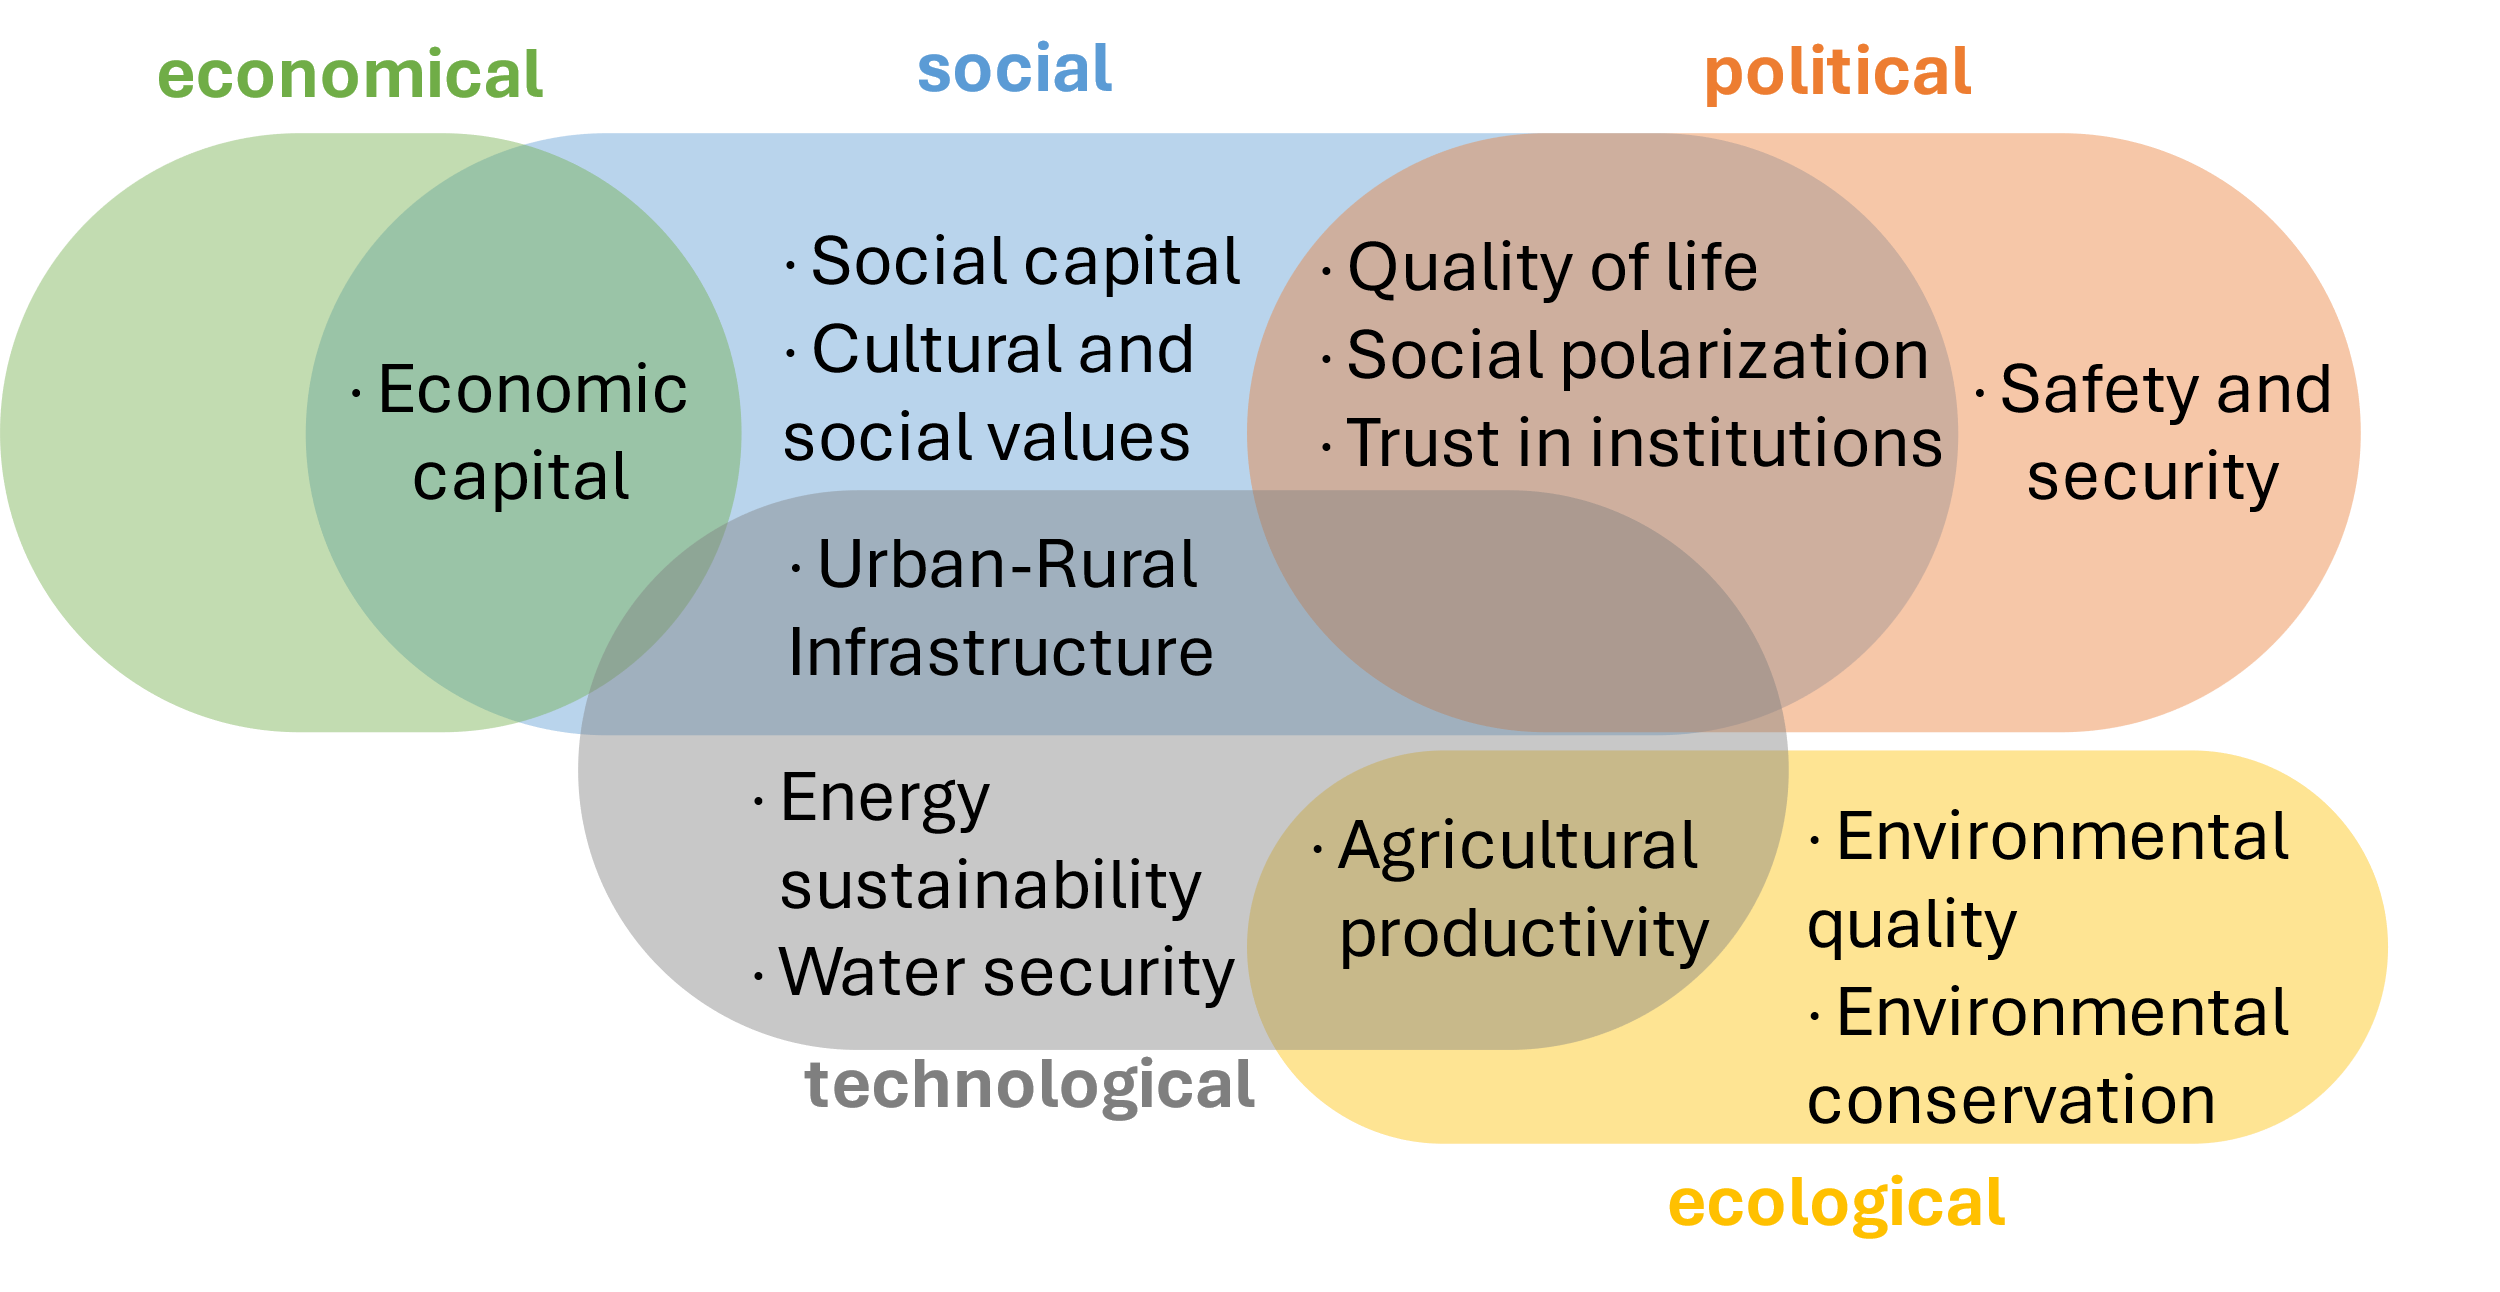 economical
social
political
· Economic
capital
· Social capital
· Cultural and
social values
· Quality of life
· Social polarization
· Trust in institutions
· Safety and
security
· Urban-Rural
Infrastructure
· Energy
sustainability
· Water security
· Agricultural
productivity
· Environmental
quality
· Environmental
conservation
technological
ecological